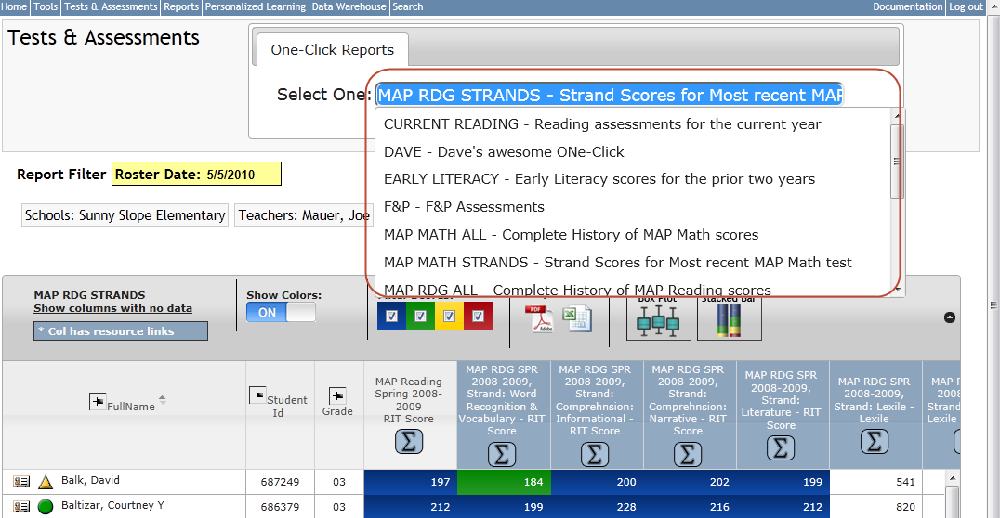 Home Tools Tests & Assessments Reports Personalized Learning Data Warehouse Search Documentation Log out
Tests & Assessments
One-Click Reports
Select One: MAP RDG STRANDS - Strand Scores for Most recent MAP
CURRENT READING - Reading assessments for the current year
DAVE - Dave's awesome ONe-Click
EARLY LITERACY - Early Literacy scores for the prior two years
F&P - F&P Assessments
MAP MATH ALL - Complete History of MAP Math scores
MAP MATH STRANDS - Strand Scores for Most recent MAP Math test
MAP RDG ALL - Complete History of MAP Reading scores
Report Filter Roster Date: 5/5/2010
Schools: Sunny Slope Elementary Teachers: Mauer, Joe
MAP RDG STRANDS
Show columns with no data
* Col has resource links
Show Colors:
ON
PDF
Adobe
Box Plot
Stacked Bar
FullName
Student
Id
Grade
MAP Reading
Spring 2008-
2009
RIT Score
Σ
MAP RDG SPR
2008-2009,
Strand: Word
Recognition &
Vocabulary - RIT
Score
Σ
MAP RDG SPR
2008-2009,
Strand:
Comprehnsion:
Informational -
RIT Score
Σ
MAP RDG SPR
2008-2009,
Strand:
Comprehnsion:
Narrative - RIT
Score
Σ
MAP RDG SPR
2008-2009,
Strand:
Literature - RIT
Score
Σ
MAP RDG SPR
2008-2009,
Strand: Lexile -
Lexile
Σ
MAP R
2008
Strand
Lexile
Balk, David 687249 03 197 184 200 202 199 541
Baltizar, Courtney Y 686379 03 212 199 228 216 212 820